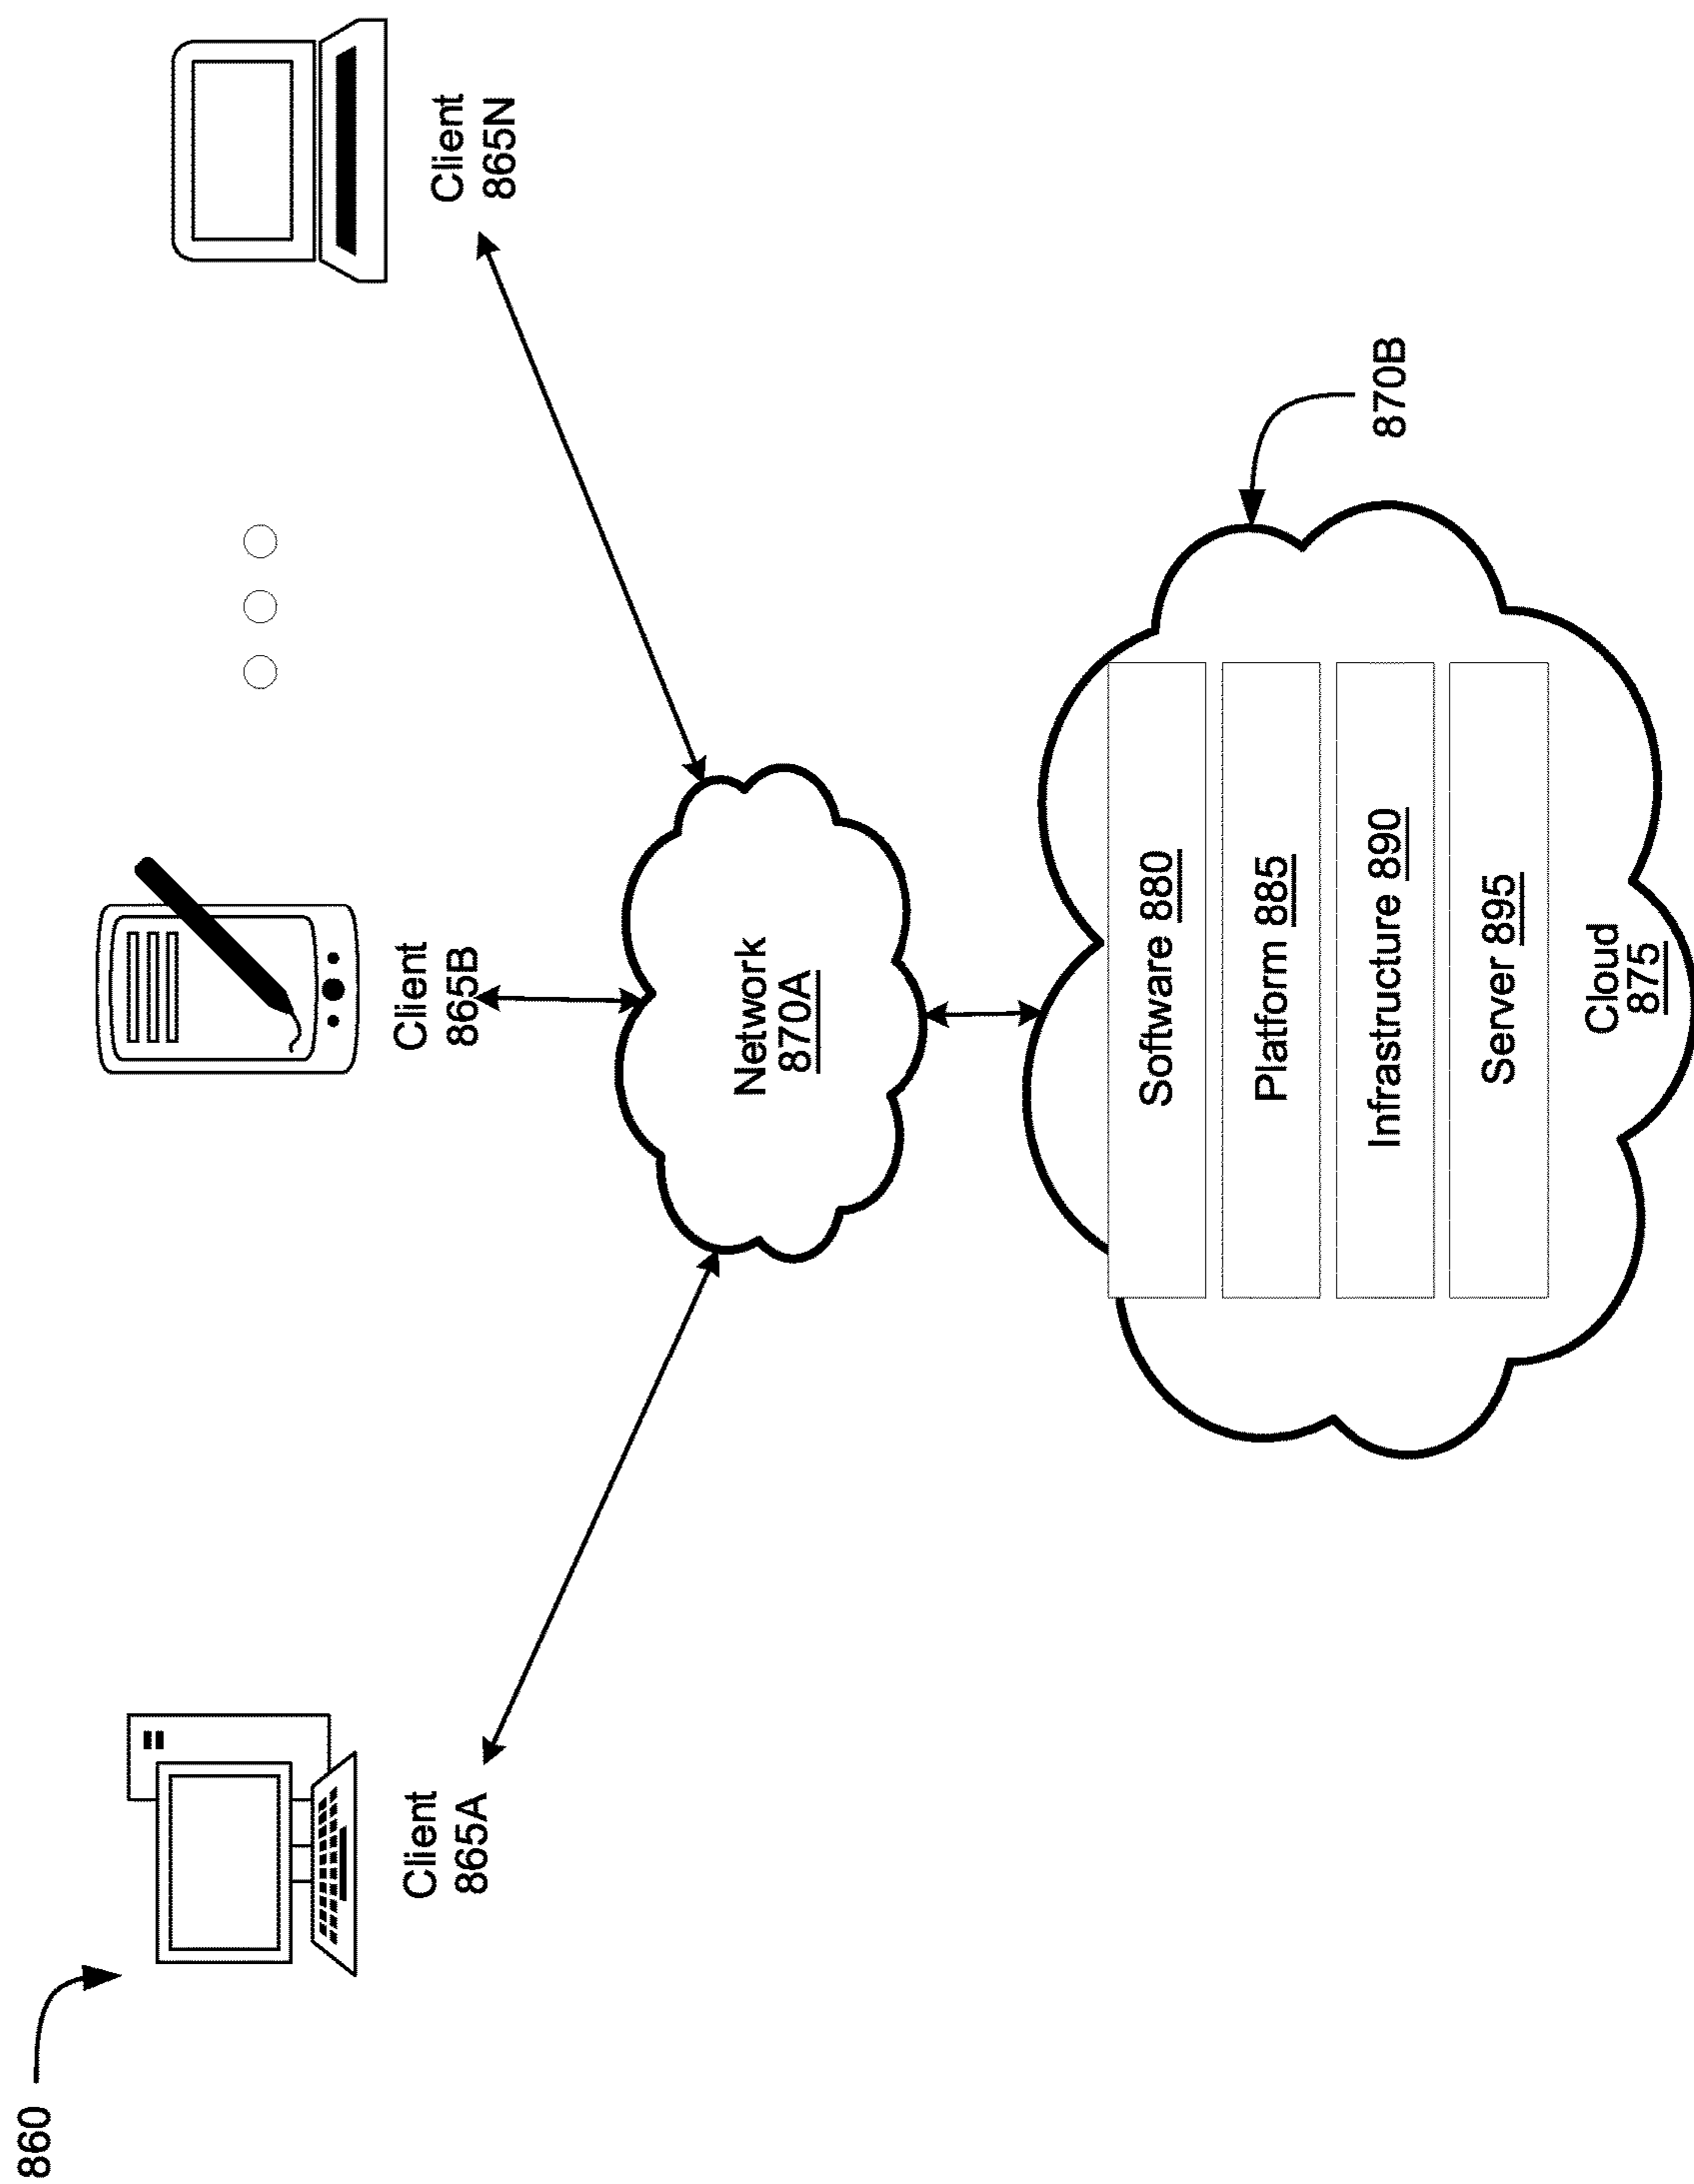 860
Client
865A
Client
865B
Client
865N
Network
870A
870B
Software 880
Platform 885
Infrastructure 890
Server 895
Cloud
875